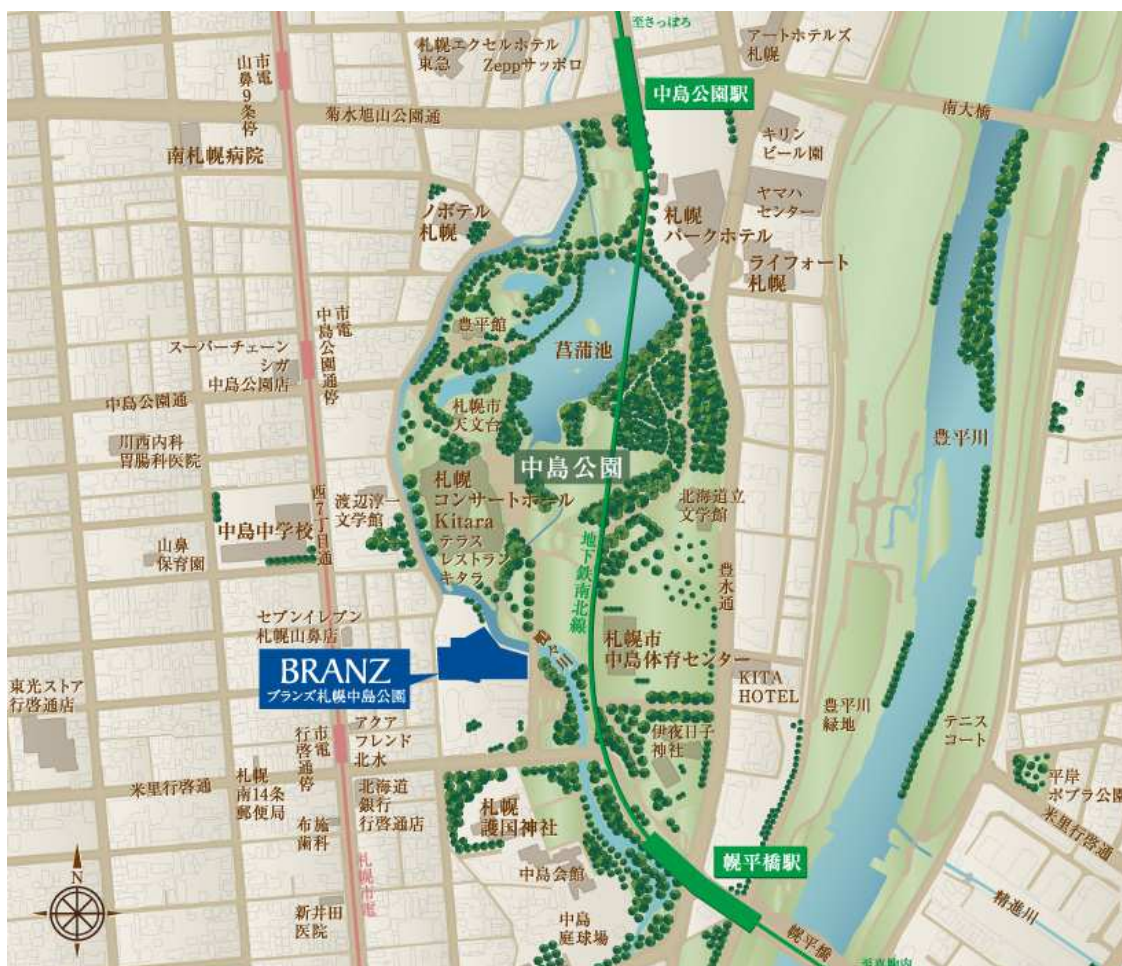 至さっぽろ
札幌エクセルホテル
東急　Zeppサッポロ
アートホテルズ
札幌
市電
山鼻9条停
中島公園駅
菊水旭山公園通
南大橋
キリン
ビール園
南札幌病院
ノボテル
札幌
札幌
パークホテル
ヤマハ
センター
ライフォート
札幌
市電
中島公園通停
豊平館
菖蒲池
スーパーチェーン
シガ
中島公園店
中島公園通
札幌市
天文台
豊平川
川西内科
胃腸科医院
中島公園
札幌
コンサートホール
Kitara
テラス
レストラン
キタラ
渡辺淳一
文学館
西7丁目通
中島中学校
北海道立
文学館
山鼻
保育園
地下鉄南北線
豊水通
セブンイレブン
札幌山鼻店
鴨々川
札幌市
中島体育センター
BRANZ
ブランズ札幌中島公園
KITA
HOTEL
東光ストア
行啓通店
豊平川
緑地
テニス
コート
市電
行啓通停
アクア
フレンド
北水
伊夜日子
神社
米里行啓通
札幌
南14条
郵便局
北海道
銀行
行啓通店
札幌
護国神社
平岸
ポプラ公園
米里行啓通
布施
歯科
中島会館
幌平橋駅
札幌市電
N
新井田
医院
中島
庭球場
精進川
幌平橋
至真駒内